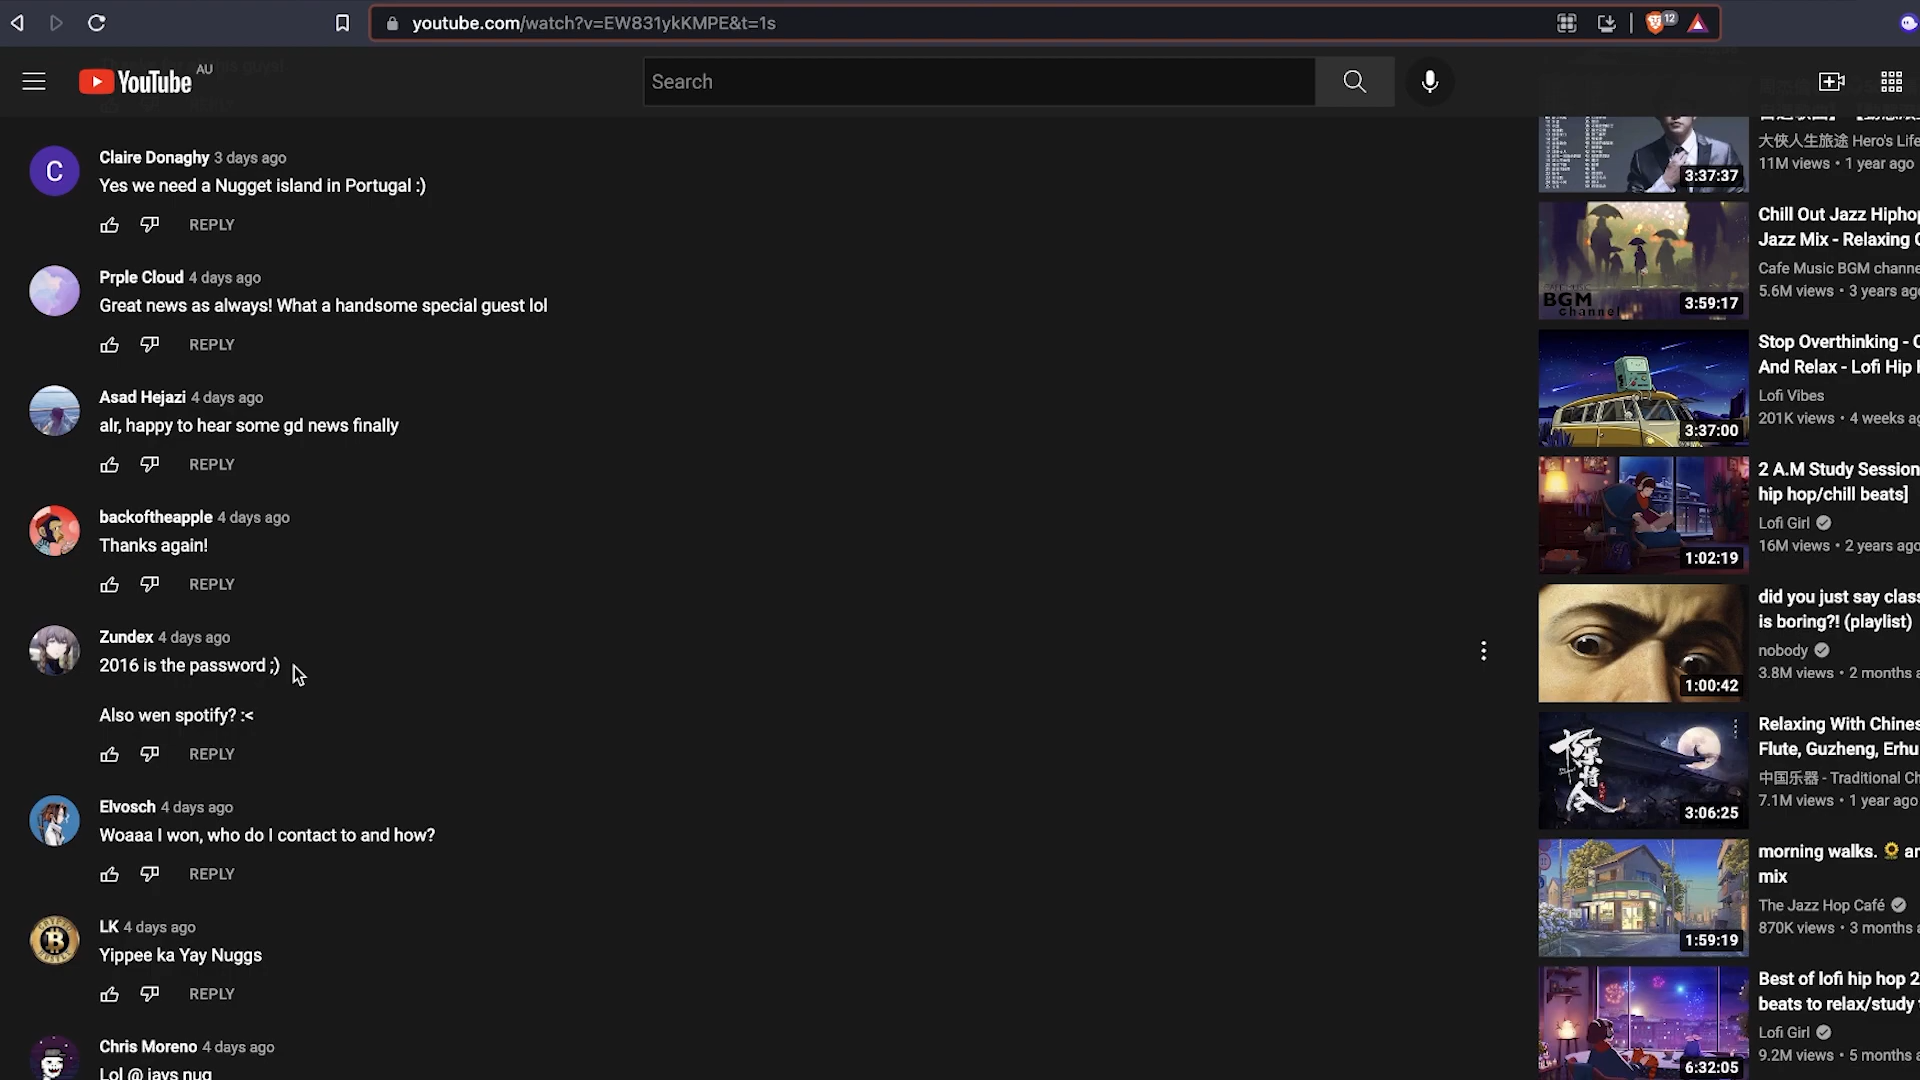 youtube.com/watch?v=EW831ykKMPE&t=1s
12
YouTube AU
Search
Claire Donaghy 3 days ago
Yes we need a Nugget island in Portugal :)
REPLY
Prple Cloud 4 days ago
Great news as always! What a handsome special guest lol
REPLY
Asad Hejazi 4 days ago
alr, happy to hear some gd news finally
REPLY
backoftheapple 4 days ago
Thanks again!
REPLY
Zundex 4 days ago
2016 is the password ;)
Also wen spotify? :<
REPLY
Elvosch 4 days ago
Woaaa I won, who do I contact to and how?
REPLY
LK 4 days ago
Yippee ka Yay Nuggs
REPLY
Chris Moreno 4 days ago
Lol @ jays nug
3:37:37
大俠人生旅途 Hero's Life
11M views • 1 year ago
BGM
channel
3:59:17
Chill Out Jazz Hiphop
Jazz Mix - Relaxing C
Cafe Music BGM channe
5.6M views • 3 years ago
3:37:00
Stop Overthinking - C
And Relax - Lofi Hip H
Lofi Vibes
201K views • 4 weeks ag
1:02:19
2 A.M Study Session
hip hop/chill beats]
Lofi Girl
16M views • 2 years ago
1:00:42
did you just say class
is boring?! (playlist)
nobody
3.8M views • 2 months a
陈情令
3:06:25
Relaxing With Chines
Flute, Guzheng, Erhu
中国乐器 - Traditional Ch
7.1M views • 1 year ago
1:59:19
morning walks. 🌻 an
mix
The Jazz Hop Café
870K views • 3 months a
6:32:05
Best of lofi hip hop 2
beats to relax/study
Lofi Girl
9.2M views • 5 months a